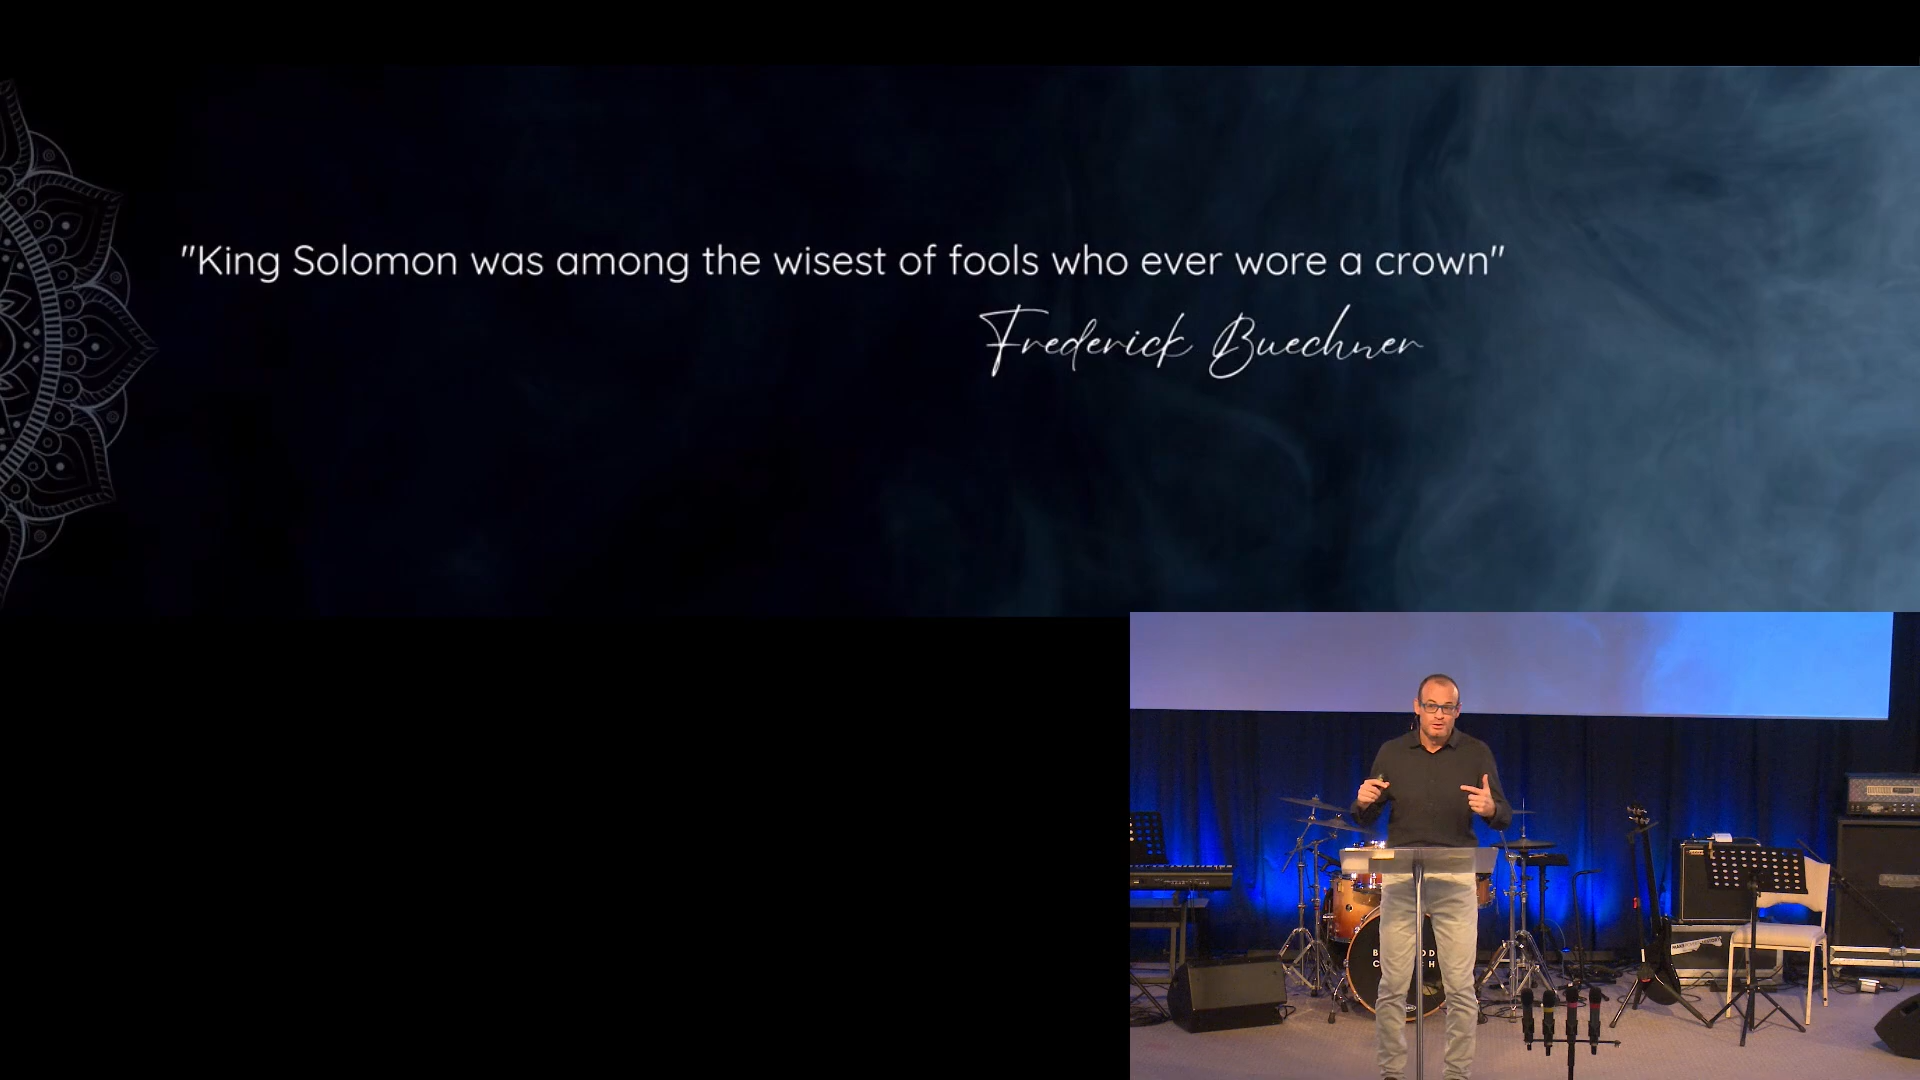 "King Solomon was among the wisest of fools who ever wore a crown"
Frederick Buechner